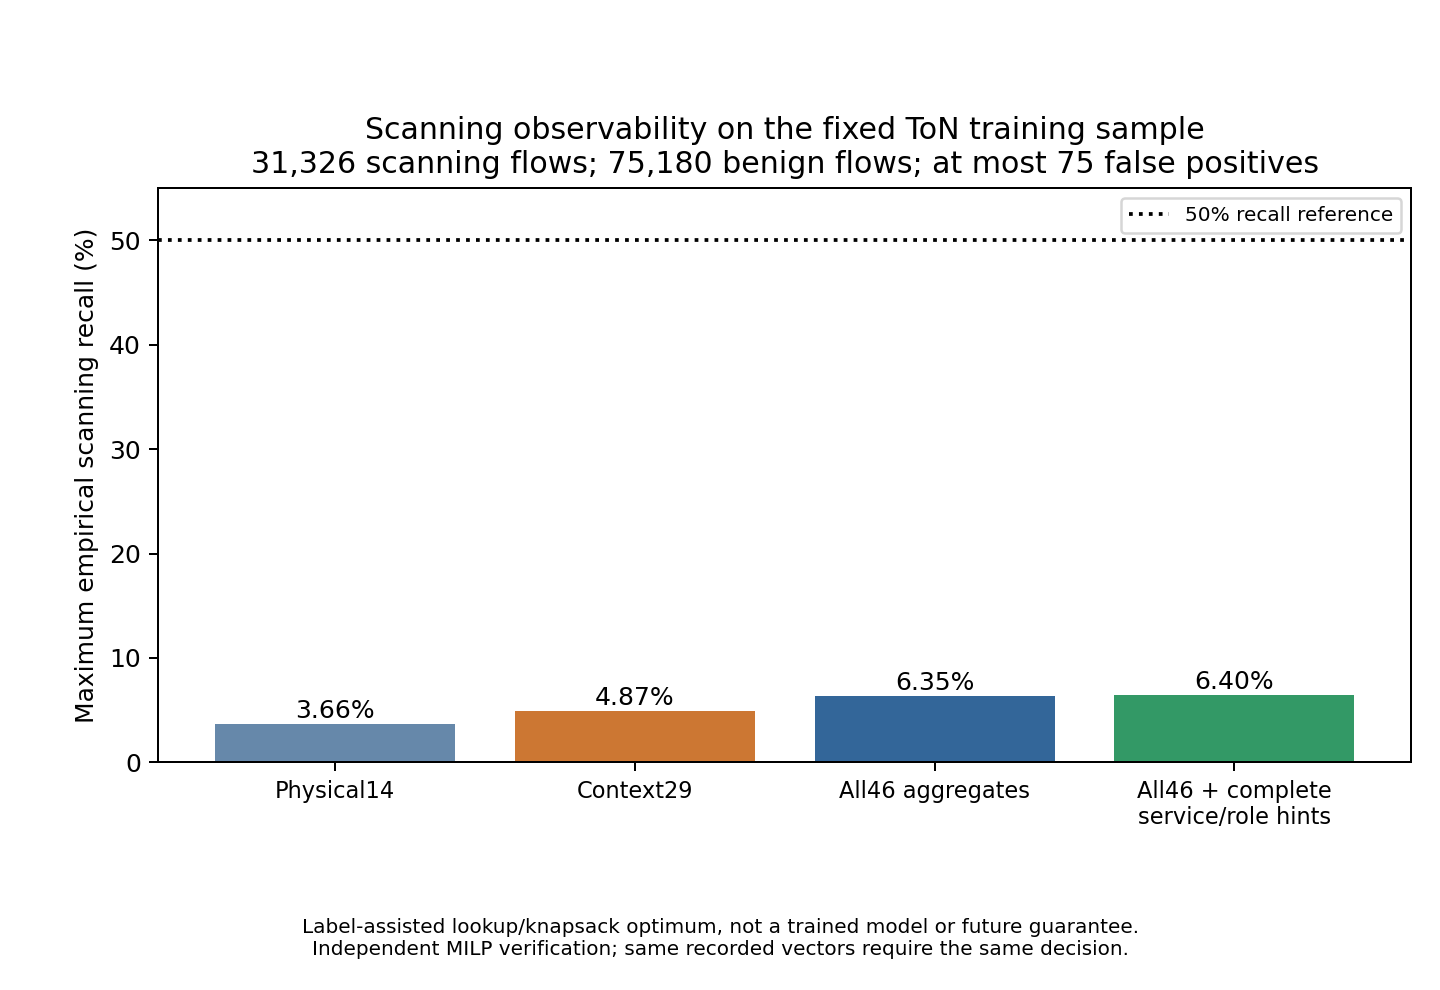 Scanning observability on the fixed ToN training sample
31,326 scanning flows; 75,180 benign flows; at most 75 false positives
50% recall reference
Maximum empirical scanning recall (%)
50
40
30
20
10
0
3.66%
4.87%
6.35%
6.40%
Physical14
Context29
All46 aggregates
All46 + complete
service/role hints
Label-assisted lookup/knapsack optimum, not a trained model or future guarantee.
Independent MILP verification; same recorded vectors require the same decision.